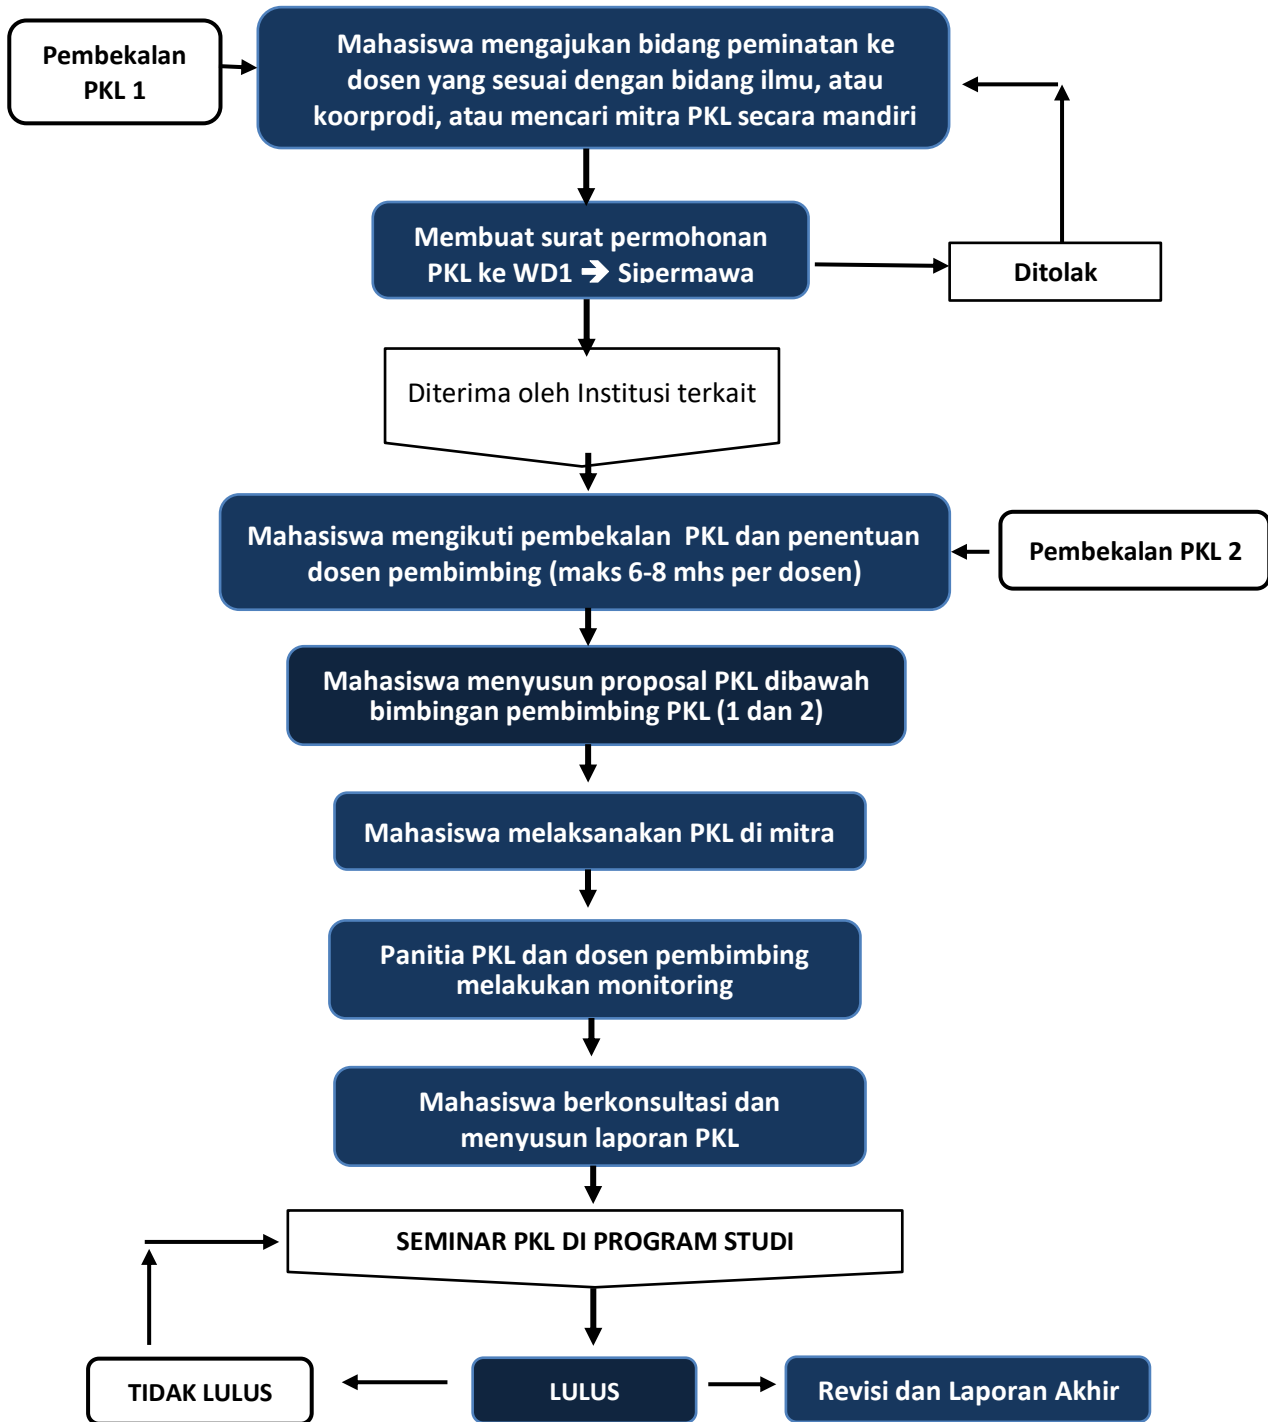 Pembekalan
PKL 1
Mahasiswa mengajukan bidang peminatan ke
dosen yang sesuai dengan bidang ilmu, atau
koorprodi, atau mencari mitra PKL secara mandiri
Membuat surat permohonan
PKL ke WD1 ➔ Sipermawa
Ditolak
Diterima oleh Institusi terkait
Mahasiswa mengikuti pembekalan PKL dan penentuan
dosen pembimbing (maks 6-8 mhs per dosen)
Pembekalan PKL 2
Mahasiswa menyusun proposal PKL dibawah
bimbingan pembimbing PKL (1 dan 2)
Mahasiswa melaksanakan PKL di mitra
Panitia PKL dan dosen pembimbing
melakukan monitoring
Mahasiswa berkonsultasi dan
menyusun laporan PKL
SEMINAR PKL DI PROGRAM STUDI
TIDAK LULUS
LULUS
Revisi dan Laporan Akhir